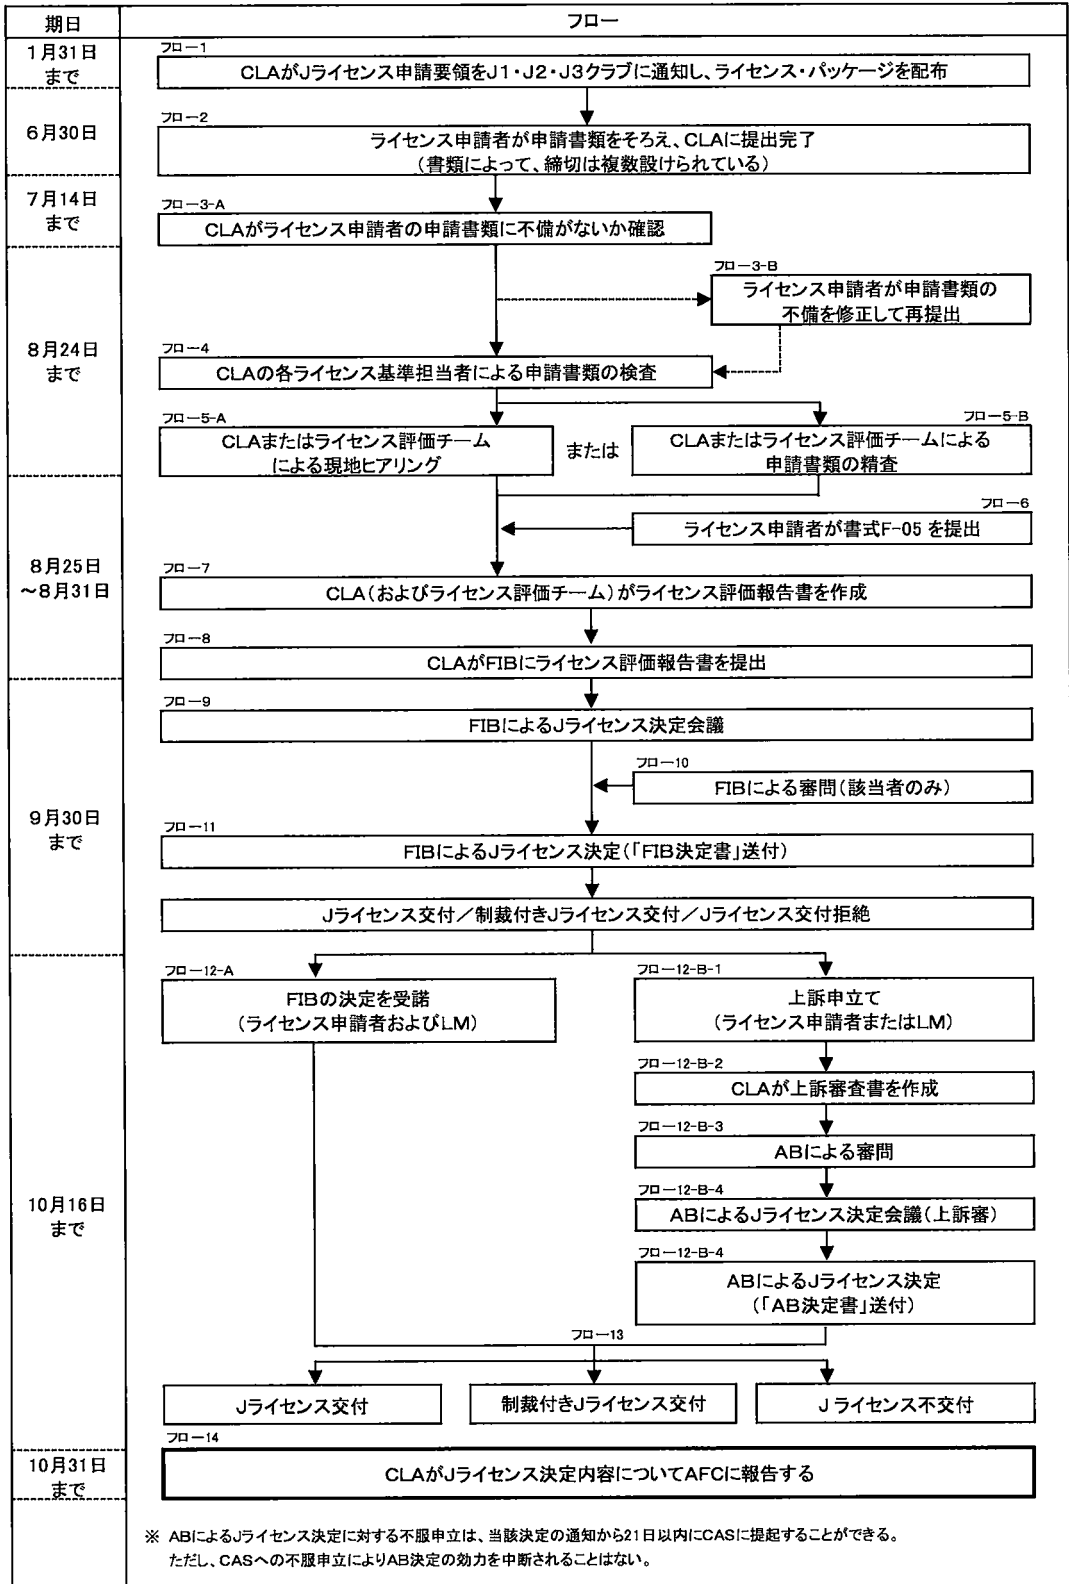 期日
フロー
1月31日
まで
フロー1
CLAがJライセンス申請要領をJ1・J2・J3クラブに通知し、ライセンス・パッケージを配布
6月30日
フロー2
ライセンス申請者が申請書類をそろえ、CLAに提出完了
(書類によって、締切は複数設けられている)
7月14日
まで
フロー3-A
CLAがライセンス申請者の申請書類に不備がないか確認
8月24日
まで
フロー3-B
ライセンス申請者が申請書類の
不備を修正して再提出
フロー4
CLAの各ライセンス基準担当者による申請書類の検査
フロー5-A
CLAまたはライセンス評価チーム
による現地ヒアリング
または
フロー5-B
CLAまたはライセンス評価チームによる
申請書類の精査
8月25日
～8月31日
フロー6
ライセンス申請者が書式F-05 を提出
フロー7
CLA(およびライセンス評価チーム)がライセンス評価報告書を作成
フロー8
CLAがFIBにライセンス評価報告書を提出
9月30日
まで
フロー9
FIBによるJライセンス決定会議
フロー10
FIBによる審問(該当者のみ)
フロー11
FIBによるJライセンス決定(「FIB決定書」送付)
Jライセンス交付／制裁付きJライセンス交付／Jライセンス交付拒絶
10月16日
まで
フロー12-A
FIBの決定を受諾
(ライセンス申請者およびLM)
フロー12-B-1
上訴申立て
(ライセンス申請者またはLM)
フロー12-B-2
CLAが上訴審査書を作成
フロー12-B-3
ABによる審問
フロー12-B-4
ABによるJライセンス決定会議(上訴審)
フロー12-B-4
ABによるJライセンス決定
(「AB決定書」送付)
フロー13
Jライセンス交付
制裁付きJライセンス交付
J ライセンス不交付
10月31日
まで
フロー14
CLAがJライセンス決定内容についてAFCに報告する
※ ABによるJライセンス決定に対する不服申立は、当該決定の通知から21日以内にCASに提起することができる。
ただし、CASへの不服申立によりAB決定の効力を中断されることはない。